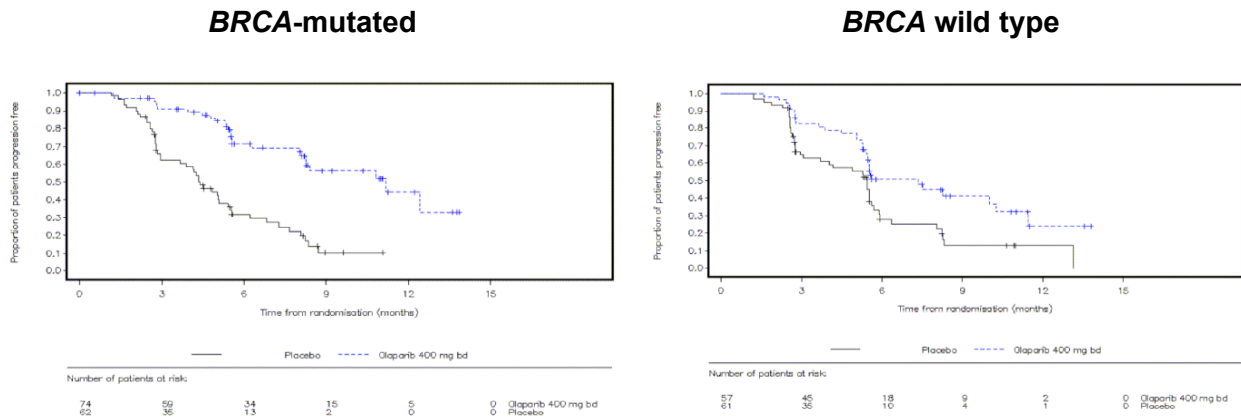 BRCA-mutated
Proportion of patients progression free
1.0
0.9
0.8
0.7
0.6
0.5
0.4
0.3
0.2
0.1
0.0
0 3 6 9 12 15
Time from randomisation (months)
Placebo Olaparib 400 mg bd
Number of patients at risk:
74 59 34 15 5 0 Olaparib 400 mg bd
62 35 13 2 0 0 Placebo
BRCA wild type
Proportion of patients progression free
1.0
0.9
0.8
0.7
0.6
0.5
0.4
0.3
0.2
0.1
0.0
0 3 6 9 12 15
Time from randomisation (months)
Placebo Olaparib 400 mg bd
Number of patients at risk:
57 45 18 9 2 0 Olaparib 400 mg bd
61 35 10 4 1 0 Placebo